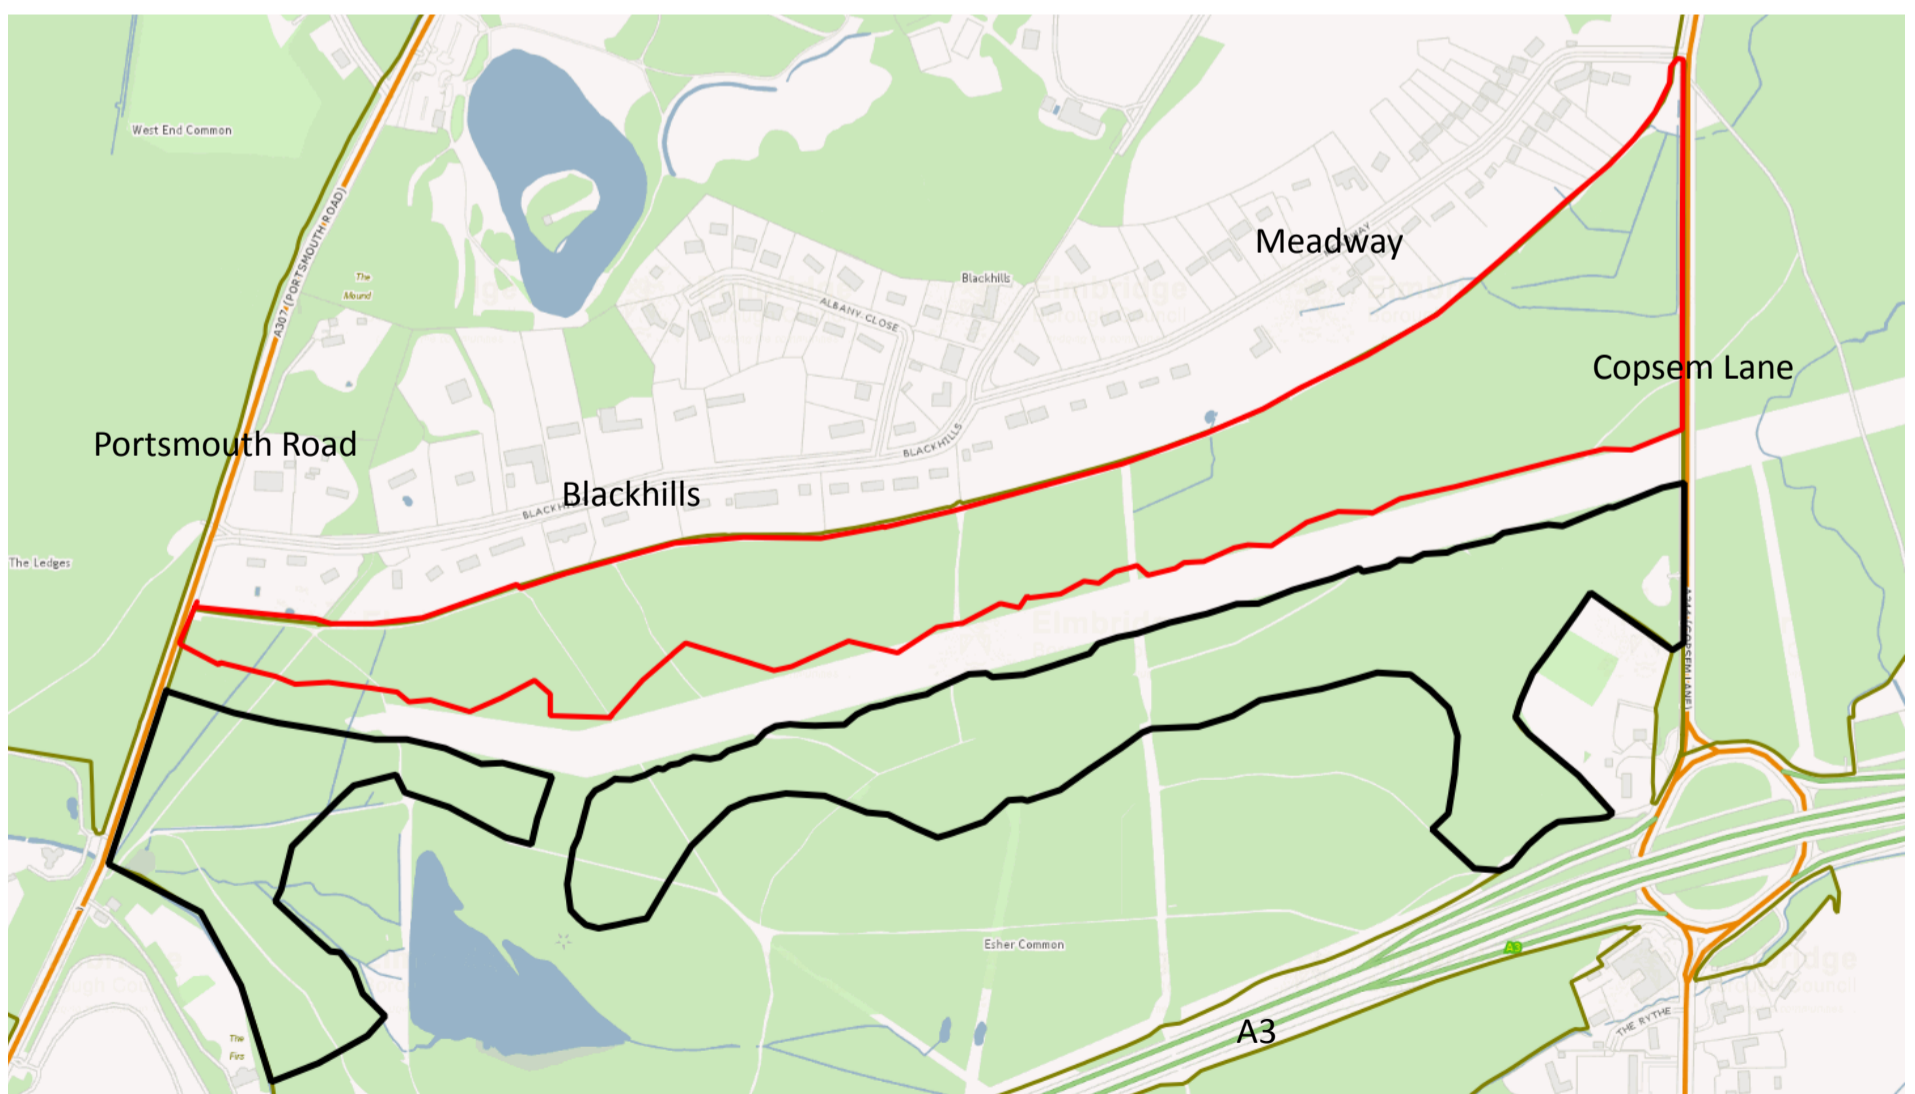 West End Common
A307 (PORTSMOUTH ROAD)
The
Mound
Meadway
Blackhills
ALBANY CLOSE
Copsem Lane
Portsmouth Road
BLACKHILLS
Blackhills
The Ledges
Esher Common
A3
A3
THE RYTHE
The
Firs
Elmbridge